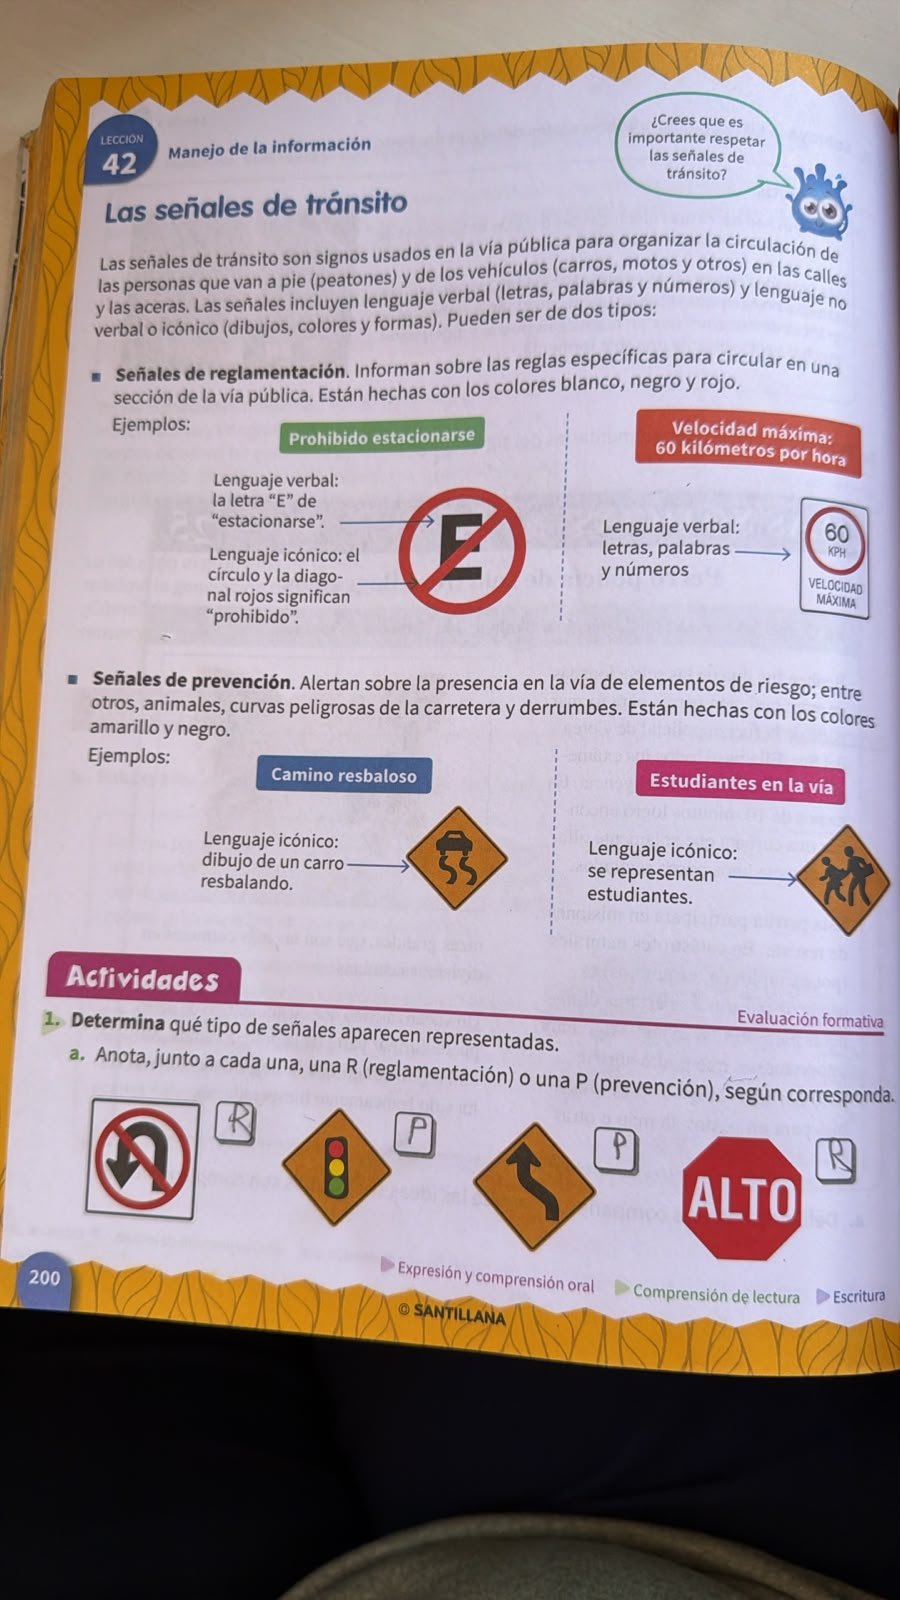 LECCIÓN
42
Manejo de la información
¿Crees que es
importante respetar
las señales de
tránsito?
Las señales de tránsito
Las señales de tránsito son signos usados en la vía pública para organizar la circulación de
las personas que van a pie (peatones) y de los vehículos (carros, motos y otros) en las calles
y las aceras. Las señales incluyen lenguaje verbal (letras, palabras y números) y lenguaje no
verbal o icónico (dibujos, colores y formas). Pueden ser de dos tipos:
Señales de reglamentación. Informan sobre las reglas específicas para circular en una
sección de la vía pública. Están hechas con los colores blanco, negro y rojo.
Ejemplos:
Prohibido estacionarse
Lenguaje verbal:
la letra “E” de
“estacionarse”.
Lenguaje icónico: el
círculo y la diago-
nal rojos significan
“prohibido”.
E
Velocidad máxima:
60 kilómetros por hora
Lenguaje verbal:
letras, palabras
y números
60
KPH
VELOCIDAD
MÁXIMA
Señales de prevención. Alertan sobre la presencia en la vía de elementos de riesgo; entre
otros, animales, curvas peligrosas de la carretera y derrumbes. Están hechas con los colores
amarillo y negro.
Ejemplos:
Camino resbaloso
Lenguaje icónico:
dibujo de un carro
resbalando.
Estudiantes en la vía
Lenguaje icónico:
se representan
estudiantes.
Actividades
Evaluación formativa
1. Determina qué tipo de señales aparecen representadas.
a. Anota, junto a cada una, una R (reglamentación) o una P (prevención), según corresponda.
R
P
P
ALTO
R
200
Expresión y comprensión oral
Comprensión de lectura
Escritura
© SANTILLANA